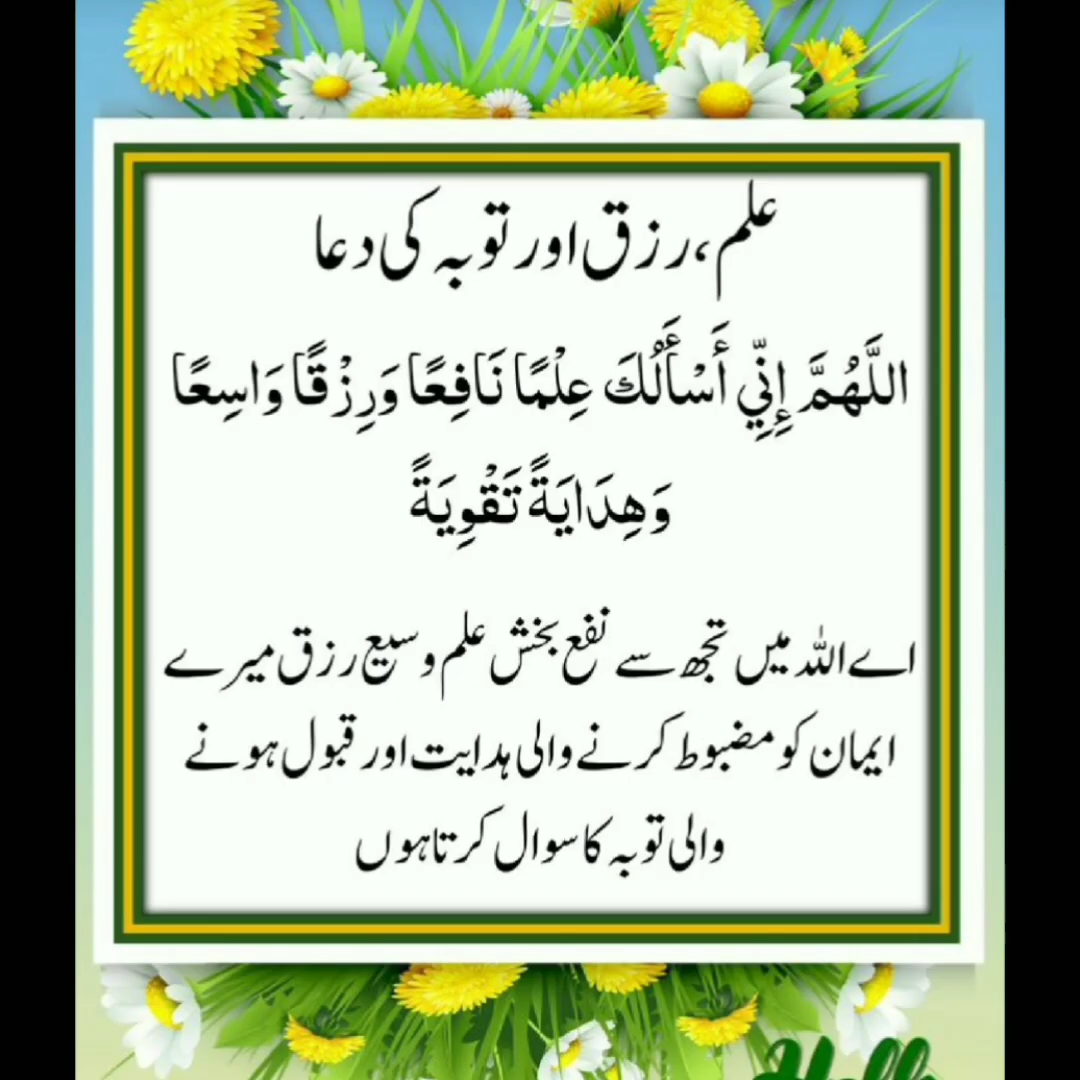 علم، رزق اور توبہ کی دعا
اللَّهُمَّ إِنِّي أَسْأَلُكَ عِلْمًا نَافِعًا وَرِزْقًا وَاسِعًا
وَهِدَايَةً تَقْوِيَةً
اے اللہ میں تجھ سے نفع بخش علم وسیع رزق میرے
ایمان کو مضبوط کرنے والی ہدایت اور قبول ہونے
والی توبہ کا سوال کرتا ہوں